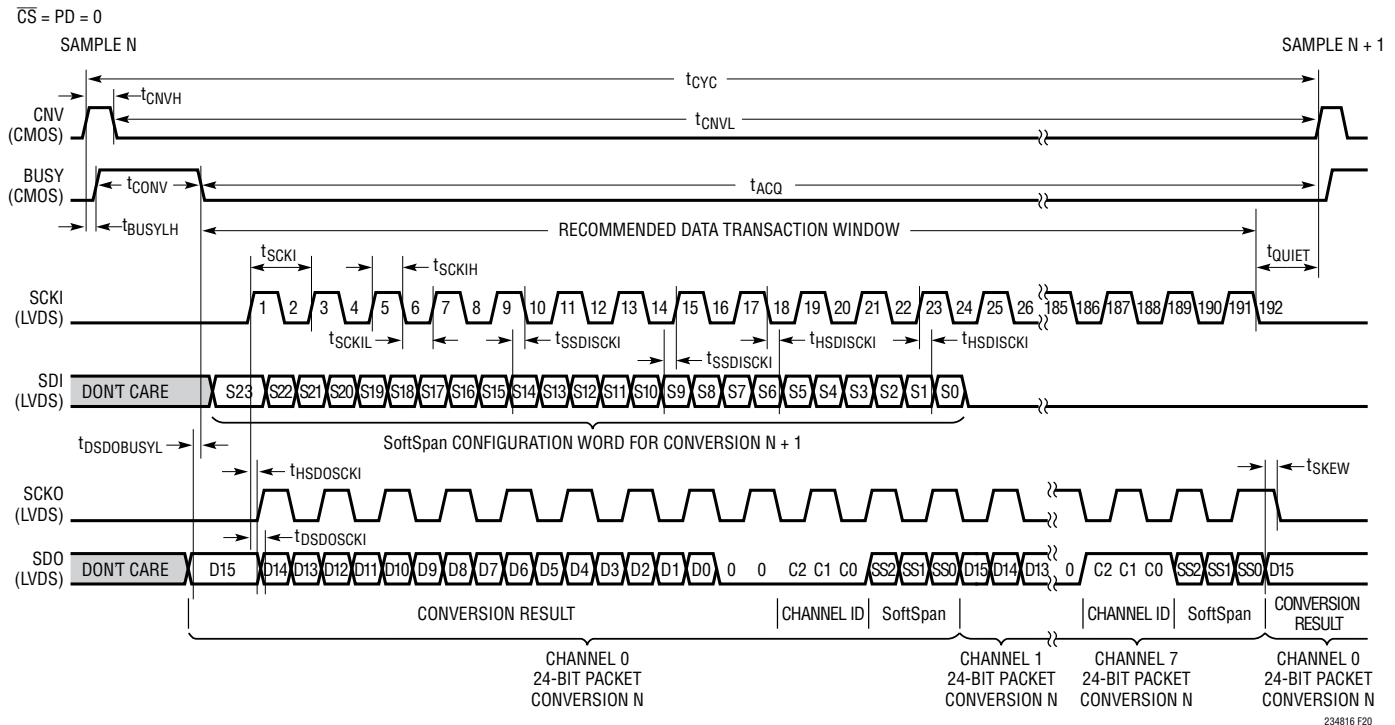 CS = PD = 0
SAMPLE N
SAMPLE N + 1
tCYC
tCNVH
CNV
(CMOS)
tCNVL
BUSY
(CMOS)
tCONV
tACQ
tBUSYLH
RECOMMENDED DATA TRANSACTION WINDOW
tSCKI
tSCKIH
tQUIET
SCKI
(LVDS)
1 2 3 4 5 6 7 8 9 10 11 12 13 14 15 16 17 18 19 20 21 22 23 24 25 26 185 186 187 188 189 190 191 192
tSCKIL
tSSDISCKI
tSSDISCKI
tHSDISCKI
tHSDISCKI
SDI
(LVDS)
DON'T CARE S23 S22 S21 S20 S19 S18 S17 S16 S15 S14 S13 S12 S11 S10 S9 S8 S7 S6 S5 S4 S3 S2 S1 S0
SoftSpan CONFIGURATION WORD FOR CONVERSION N + 1
tDSDOBUSYL
tHSDOSCKI
tSKEW
SCKO
(LVDS)
tDSDOSCKI
SDO
(LVDS)
DON'T CARE D15 D14 D13 D12 D11 D10 D9 D8 D7 D6 D5 D4 D3 D2 D1 D0 0 0 C2 C1 C0 SS2 SS1 SS0 D15 D14 D13 0 C2 C1 C0 SS2 SS1 SS0 D15
CONVERSION RESULT
CHANNEL ID
SoftSpan
CHANNEL ID
SoftSpan
CONVERSION
RESULT
CHANNEL 0
24-BIT PACKET
CONVERSION N
CHANNEL 1
24-BIT PACKET
CONVERSION N
CHANNEL 7
24-BIT PACKET
CONVERSION N
CHANNEL 0
24-BIT PACKET
CONVERSION N
234816 F20